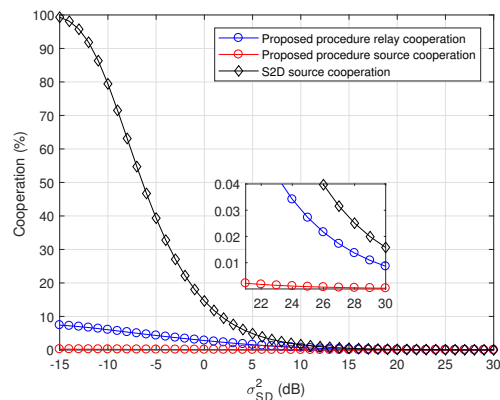 100
90
80
70
60
50
40
30
20
10
0
Cooperation (%)
Proposed procedure relay cooperation
Proposed procedure source cooperation
S2D source cooperation
0.04
0.03
0.02
0.01
22 24 26 28 30
-15 -10 -5 0 5 10 15 20 25 30
σ²SD (dB)